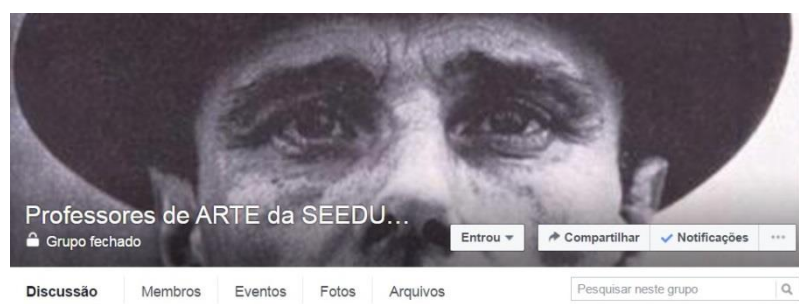 Professores de ARTE da SEEDU...
Grupo fechado
Entrou
Compartilhar
Notificações
Discussão
Membros
Eventos
Fotos
Arquivos
Pesquisar neste grupo